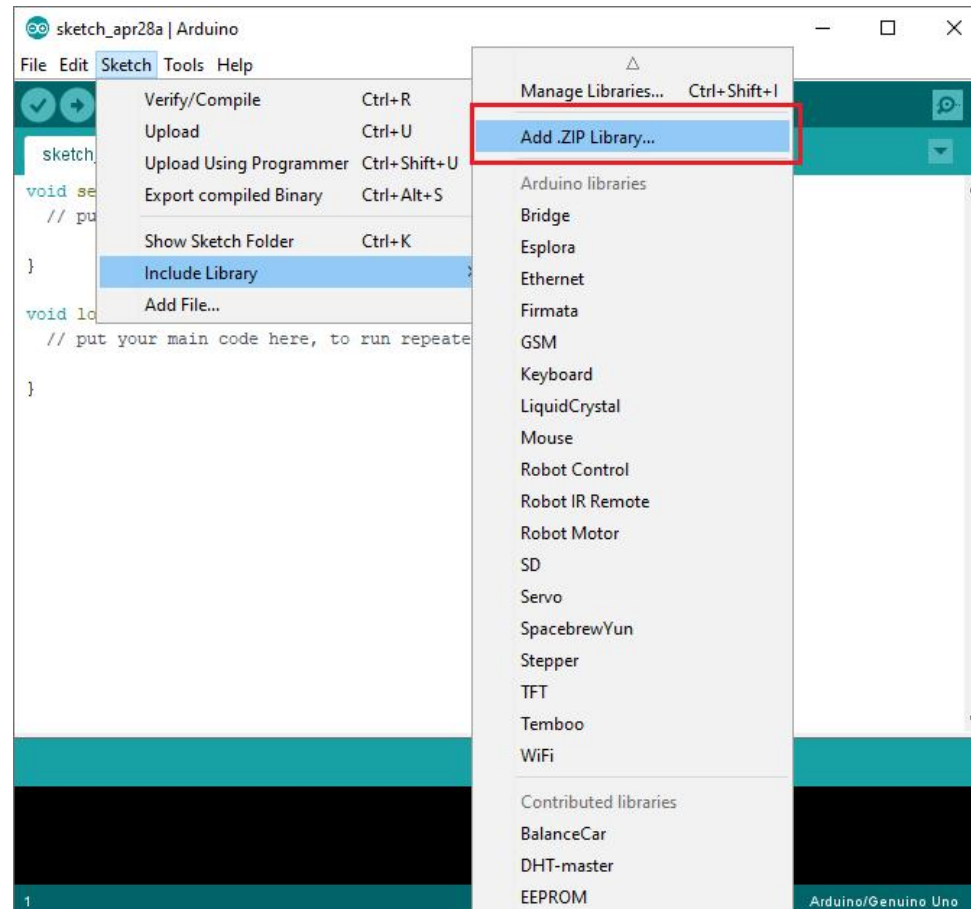 sketch_apr28a | Arduino
File Edit Sketch Tools Help
Verify/Compile Ctrl+R
Upload Ctrl+U
Upload Using Programmer Ctrl+Shift+U
Export compiled Binary Ctrl+Alt+S
Show Sketch Folder Ctrl+K
Include Library
Add File...
Manage Libraries... Ctrl+Shift+I
Add .ZIP Library...
Arduino libraries
Bridge
Esplora
Ethernet
Firmata
GSM
Keyboard
LiquidCrystal
Mouse
Robot Control
Robot IR Remote
Robot Motor
SD
Servo
SpacebrewYun
Stepper
TFT
Temboo
WiFi
Contributed libraries
BalanceCar
DHT-master
EEPROM
sketch_
void se
// pu
}
void lo
// put your main code here, to run repeate
}
1
Arduino/Genuino Uno